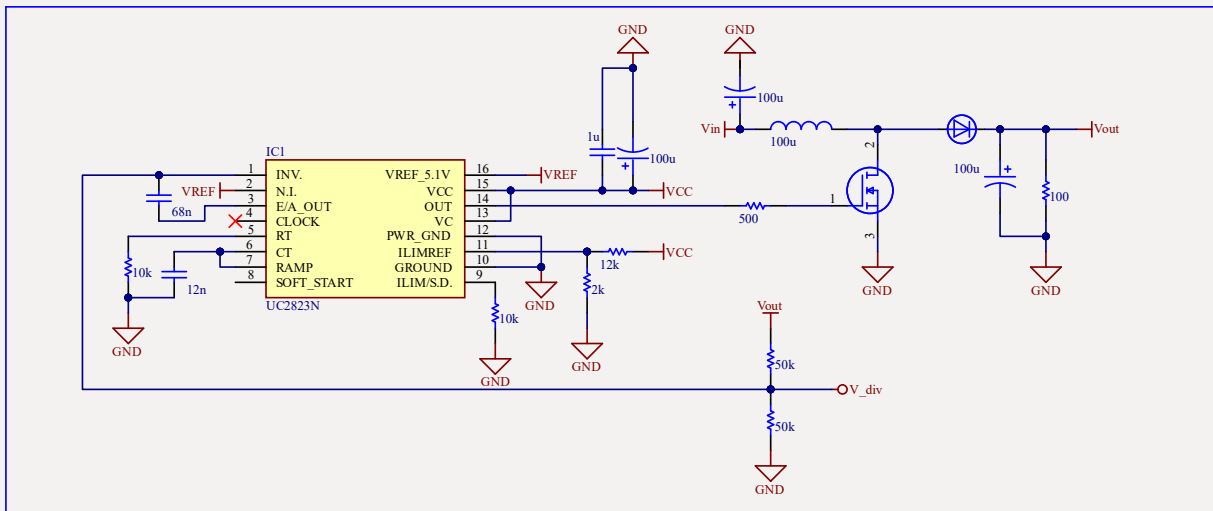 GND
GND
100u
1u
100u
Vin
100u
Vout
IC1
1 INV. VREF_5.1V 16 VREF
VREF 2 N.I. VCC 15 VCC
68n 3 E/A_OUT OUT 14
4 CLOCK VC 13
5 RT PWR_GND 12
6 CT ILIMREF 11 12k VCC
7 RAMP GROUND 10
8 SOFT_START ILIM/S.D. 9
UC2823N
10k
12n
GND
10k
GND
GND
2k
GND
500
1
2
3
GND
100u
100
GND
Vout
50k
V_div
50k
GND